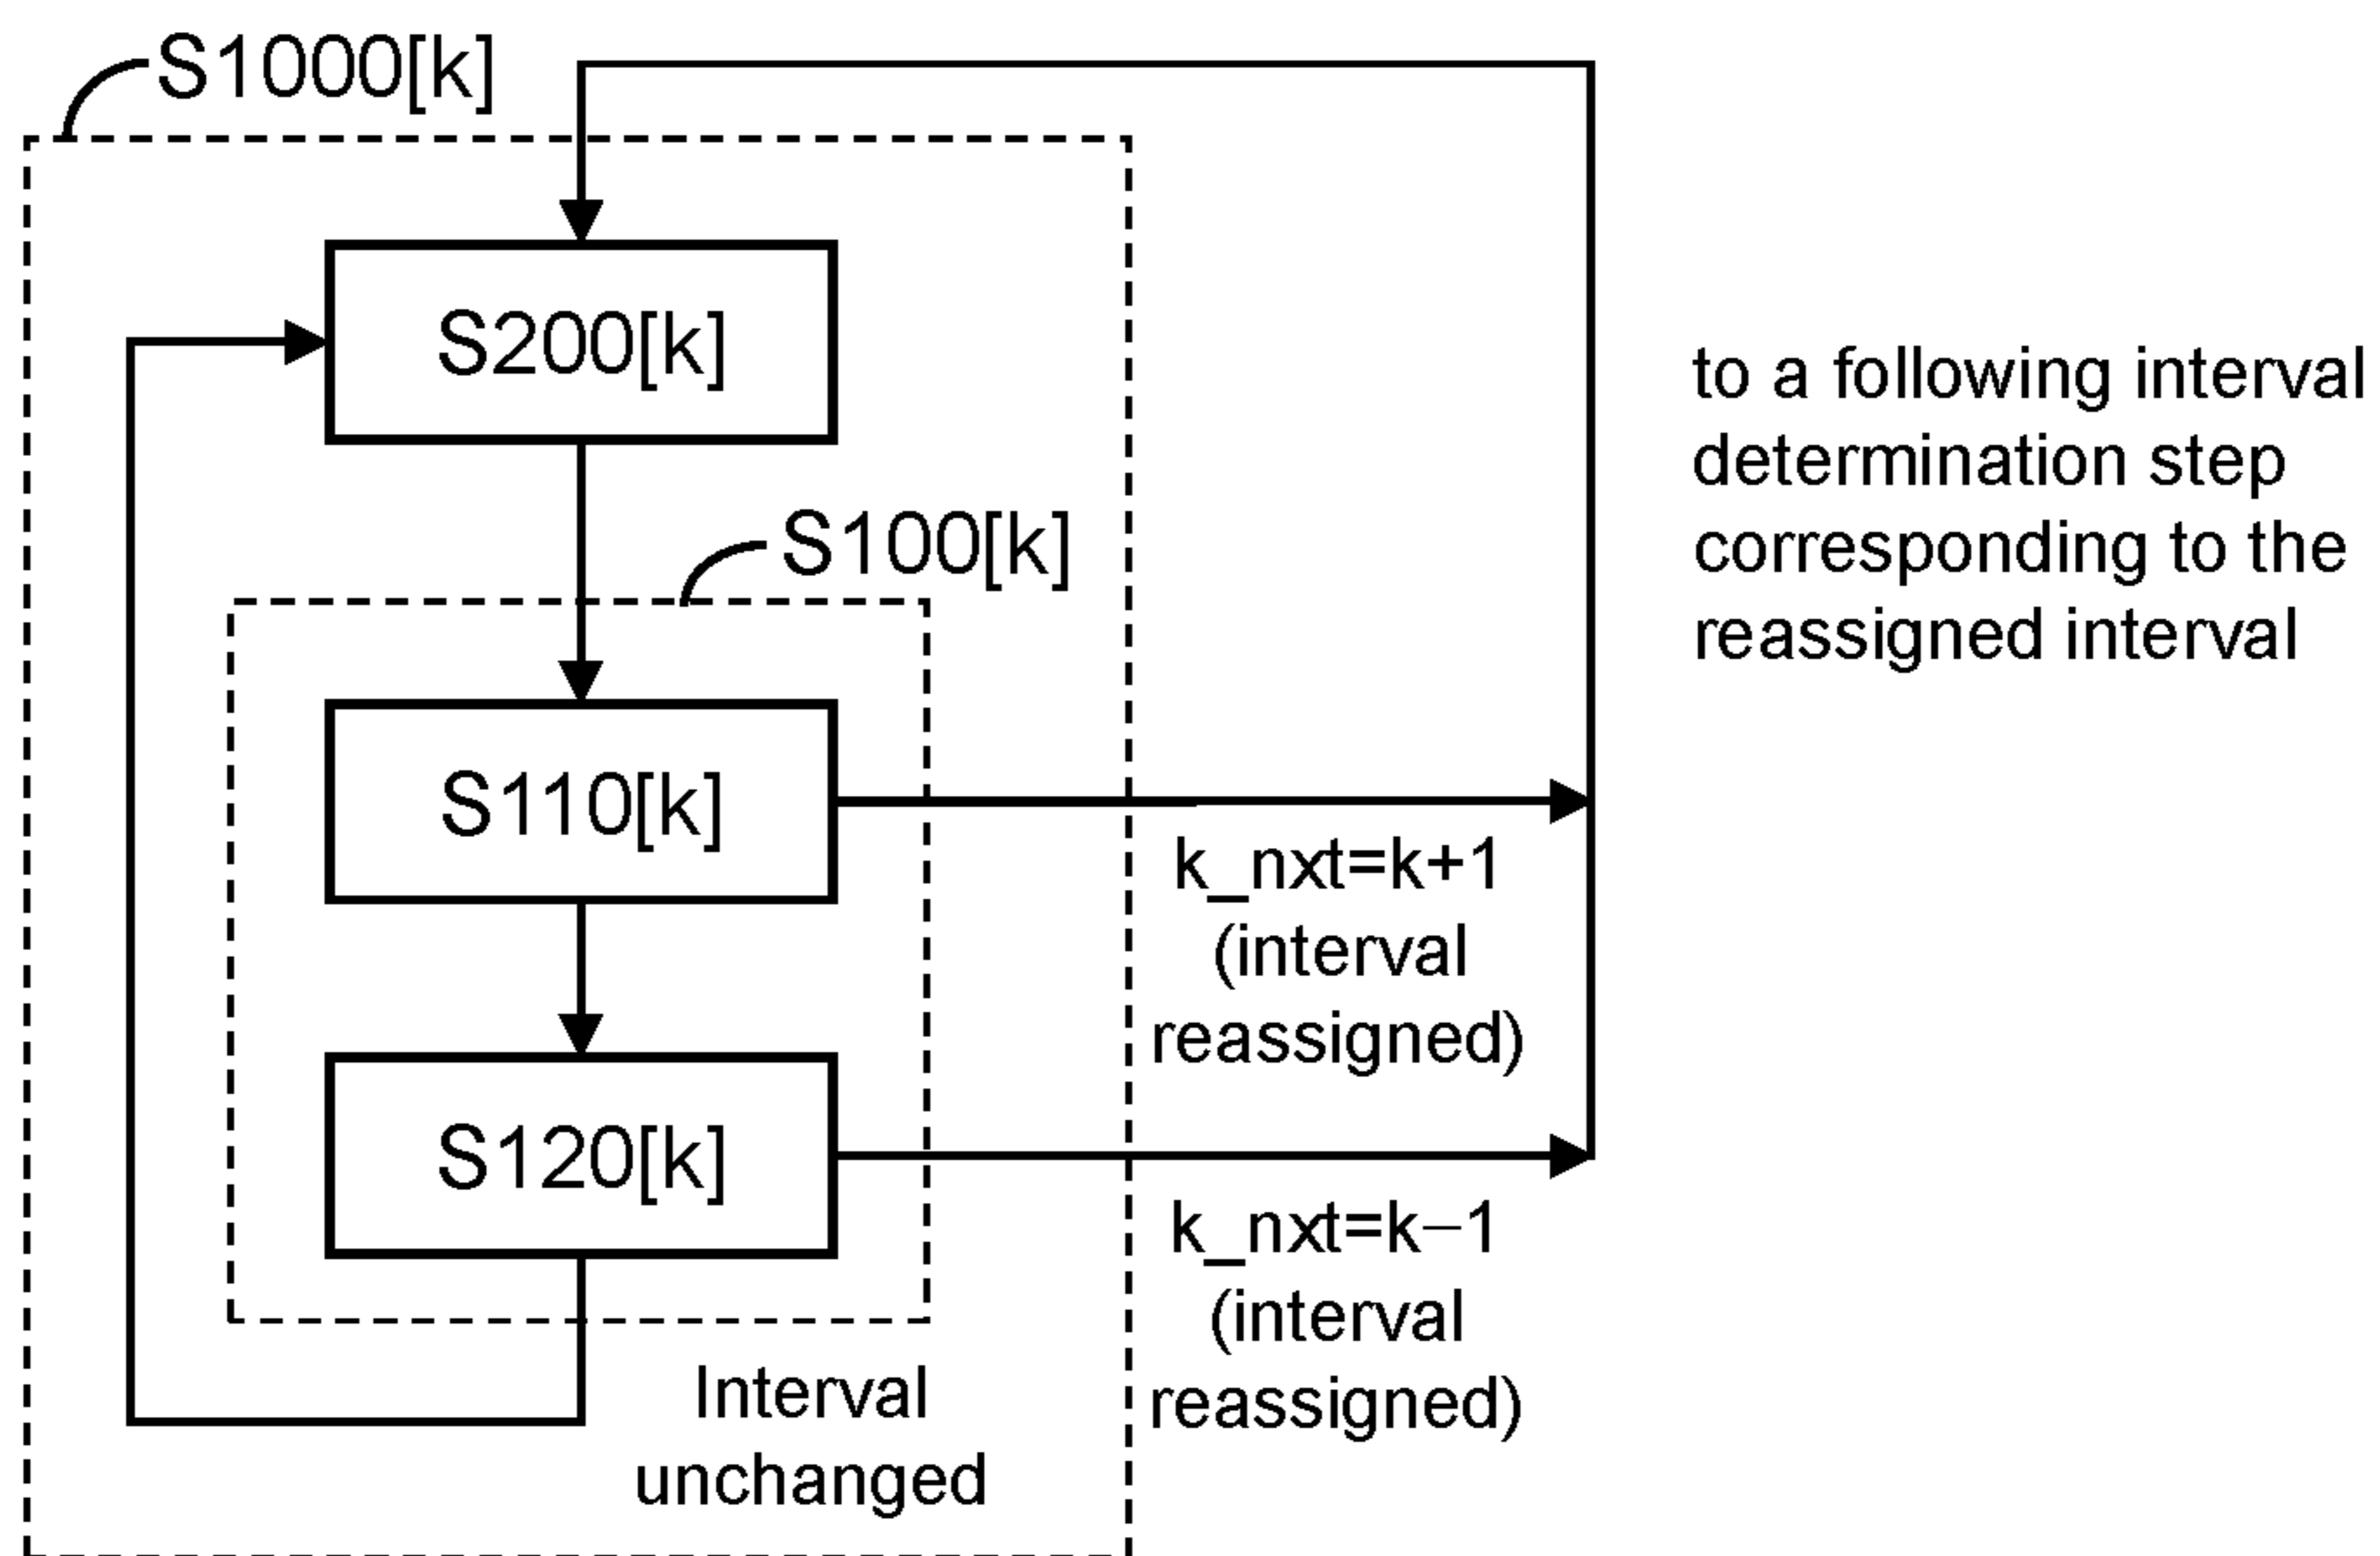 S1000[k]
S200[k]
to a following interval
determination step
corresponding to the
reassigned interval
S100[k]
S110[k]
k_nxt=k+1
(interval
reassigned)
S120[k]
k_nxt=k–1
(interval
reassigned)
Interval
unchanged